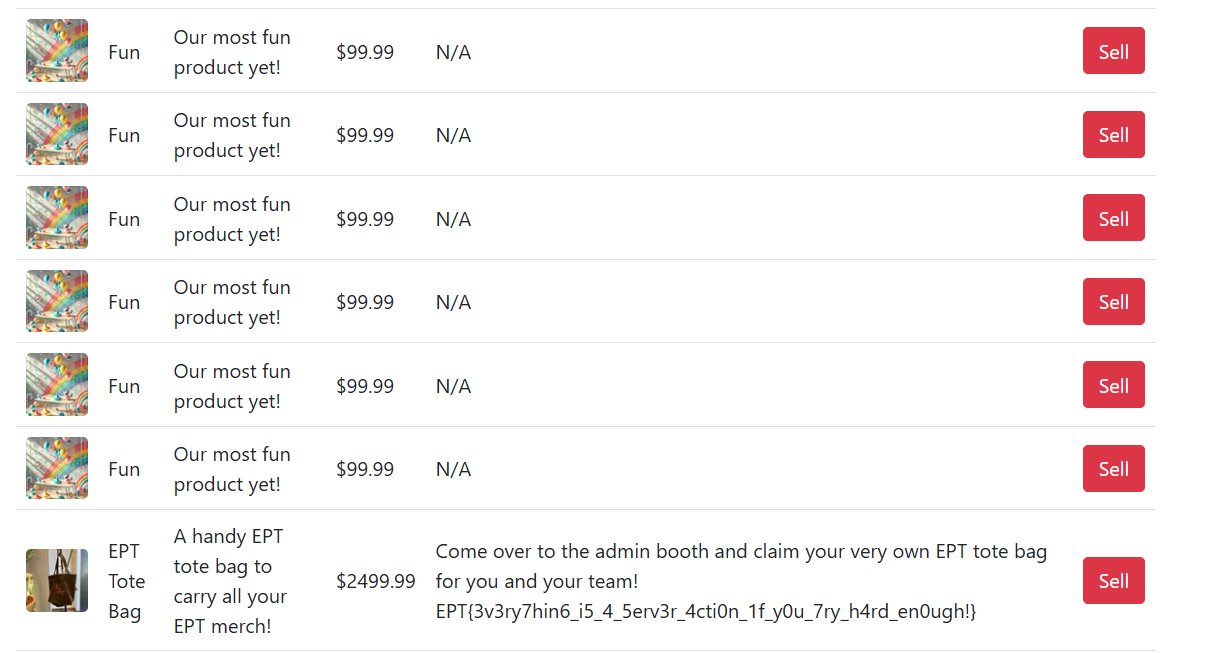 Fun
Our most fun
product yet!
$99.99
N/A
Sell
Fun
Our most fun
product yet!
$99.99
N/A
Sell
Fun
Our most fun
product yet!
$99.99
N/A
Sell
Fun
Our most fun
product yet!
$99.99
N/A
Sell
Fun
Our most fun
product yet!
$99.99
N/A
Sell
Fun
Our most fun
product yet!
$99.99
N/A
Sell
EPT
Tote
Bag
A handy EPT
tote bag to
carry all your
EPT merch!
$2499.99
Come over to the admin booth and claim your very own EPT tote bag
for you and your team!
EPT{3v3ry7hin6_i5_4_5erv3r_4cti0n_1f_y0u_7ry_h4rd_en0ugh!}
Sell